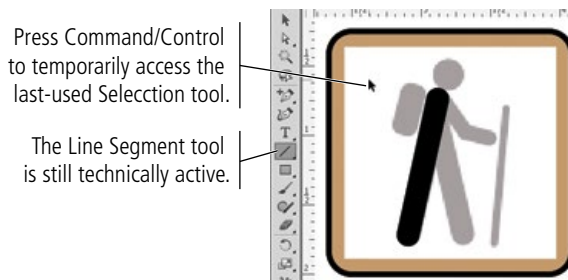 Press Command/Control
to temporarily access the
last-used Selecction tool.
The Line Segment tool
is still technically active.